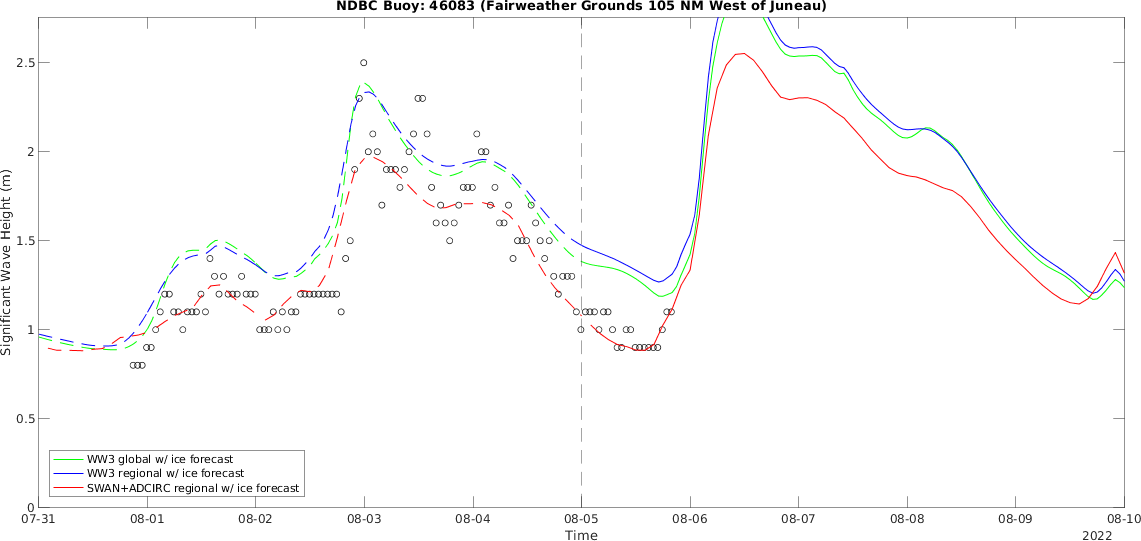 NDBC Buoy: 46083 (Fairweather Grounds 105 NM West of Juneau)
Significant Wave Height (m)
2.5
2
1.5
1
0.5
0
WW3 global w/ ice forecast
WW3 regional w/ ice forecast
SWAN+ADCIRC regional w/ ice forecast
07-31 08-01 08-02 08-03 08-04 08-05 08-06 08-07 08-08 08-09 08-10
Time
2022